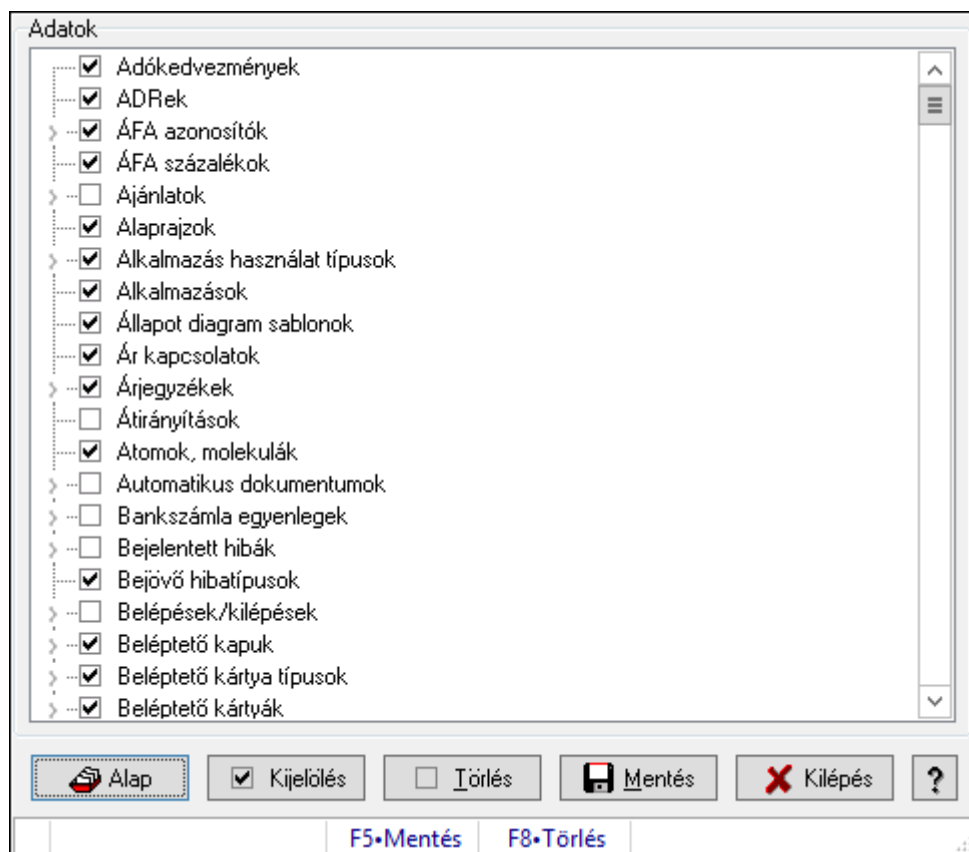 Adatok
Adókedvezmények
ADRek
ÁFA azonosítók
ÁFA százalékok
Ajánlatok
Alaprajzok
Alkalmazás használat típusok
Alkalmazások
Állapot diagram sablonok
Ár kapcsolatok
Árjegyzékek
Átirányítások
Atomok, molekulák
Automatikus dokumentumok
Bankszámla egyenlegek
Bejelentett hibák
Bejövő hibatípusok
Belépések/kilépések
Beléptető kapuk
Beléptető kártya típusok
Beléptető kártyák
Alap Kijelölés Törlés Mentés Kilépés ?
F5•Mentés F8•Törlés